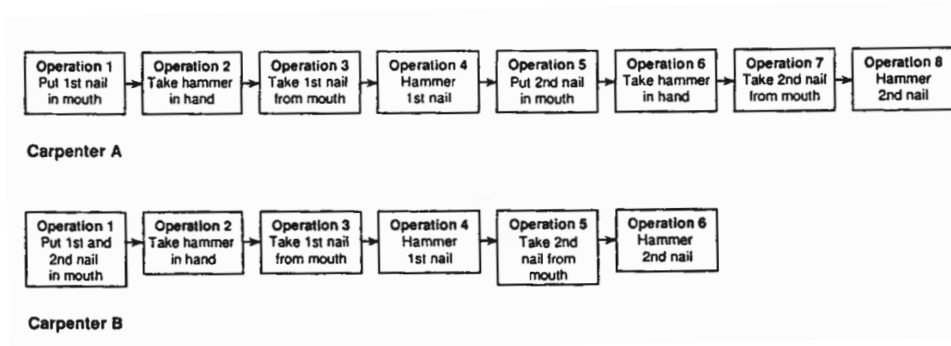 Operation 1
Put 1st nail
in mouth
Operation 2
Take hammer
in hand
Operation 3
Take 1st nail
from mouth
Operation 4
Hammer
1st nail
Operation 5
Put 2nd nail
in mouth
Operation 6
Take hammer
in hand
Operation 7
Take 2nd nail
from mouth
Operation 8
Hammer
2nd nail
Carpenter A
Operation 1
Put 1st and
2nd nail
in mouth
Operation 2
Take hammer
in hand
Operation 3
Take 1st nail
from mouth
Operation 4
Hammer
1st nail
Operation 5
Take 2nd
nail from
mouth
Operation 6
Hammer
2nd nail
Carpenter B